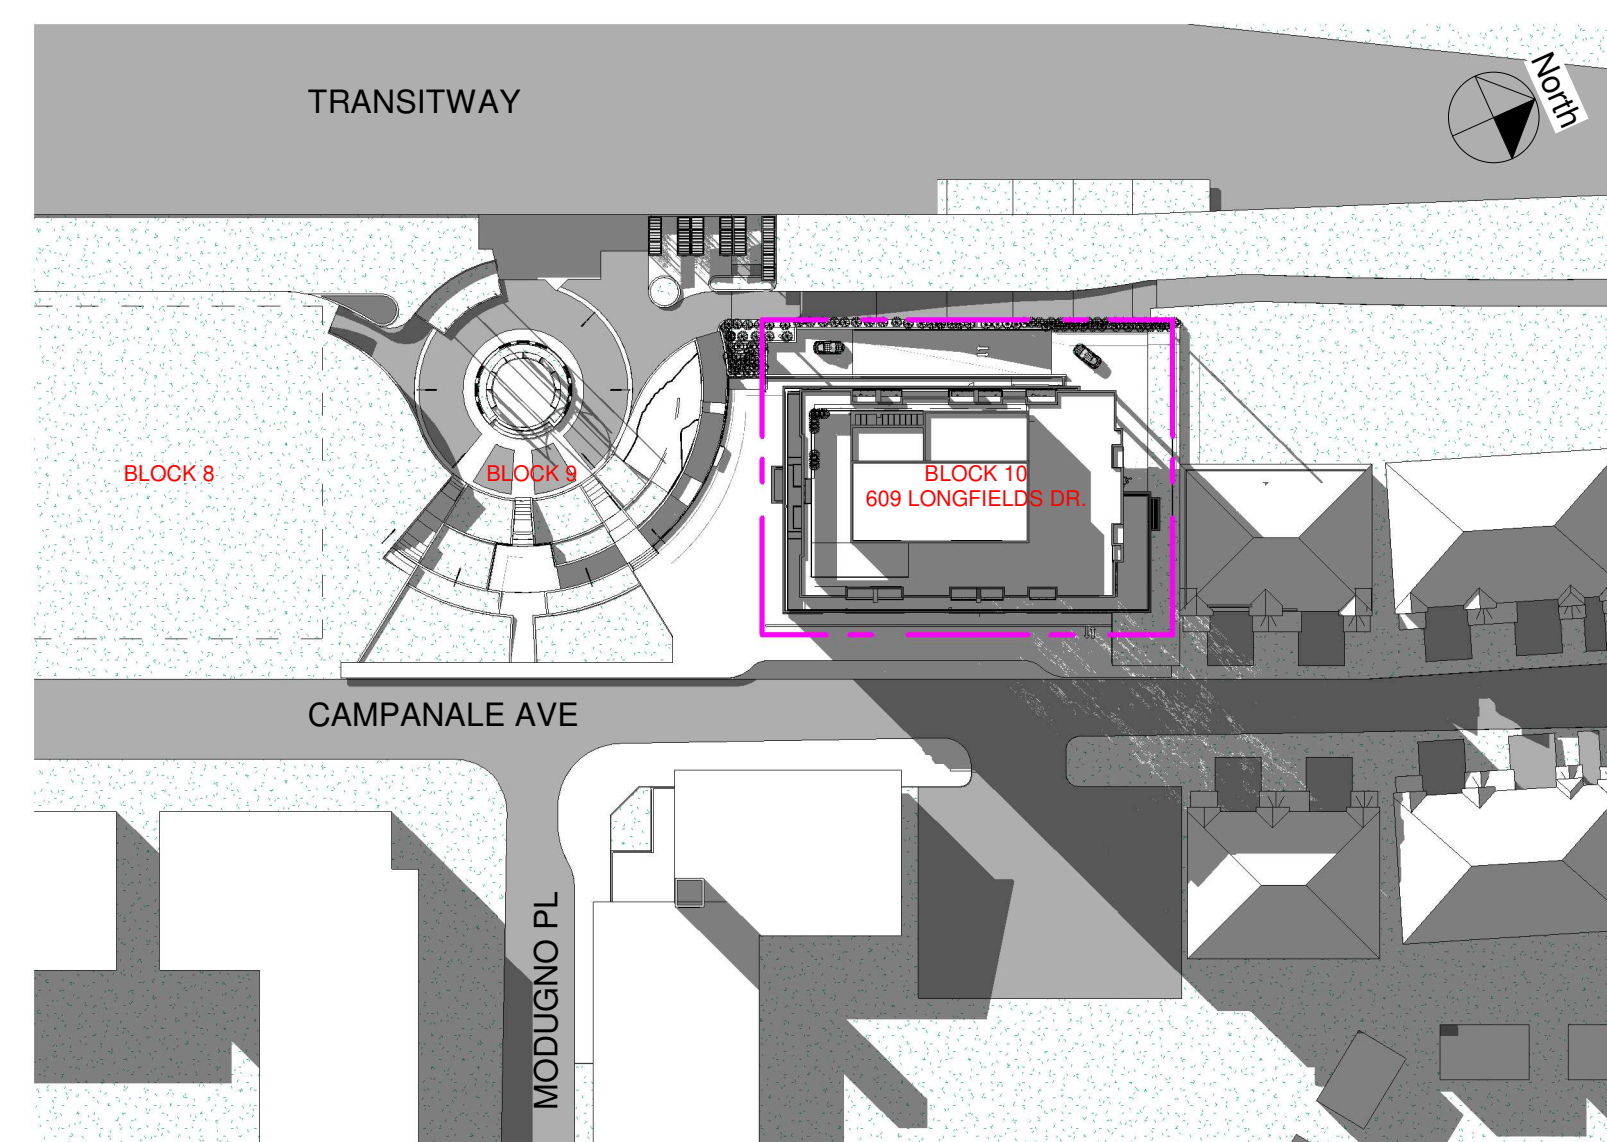 North
TRANSITWAY
BLOCK 8
BLOCK 9
BLOCK 10
609 LONGFIELDS DR.
CAMPANALE AVE
MODUGNO PL